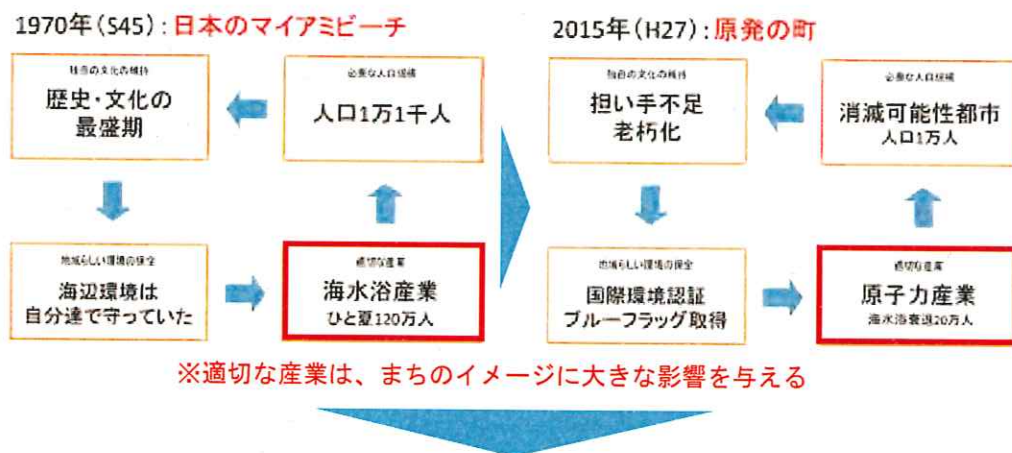 1970年(S45)：日本のマイアミビーチ
独自の文化の維持
歴史・文化の
最盛期
必要な人口規模
人口1万1千人
地域らしい環境の保全
海辺環境は
自分達で守っていた
適切な産業
海水浴産業
ひと夏120万人
2015年(H27)：原発の町
独自の文化の維持
担い手不足
老朽化
必要な人口規模
消滅可能性都市
人口1万人
地域らしい環境の保全
国際環境認証
ブルーフラッグ取得
適切な産業
原子力産業
海水浴衰退20万人
※適切な産業は、まちのイメージに大きな影響を与える